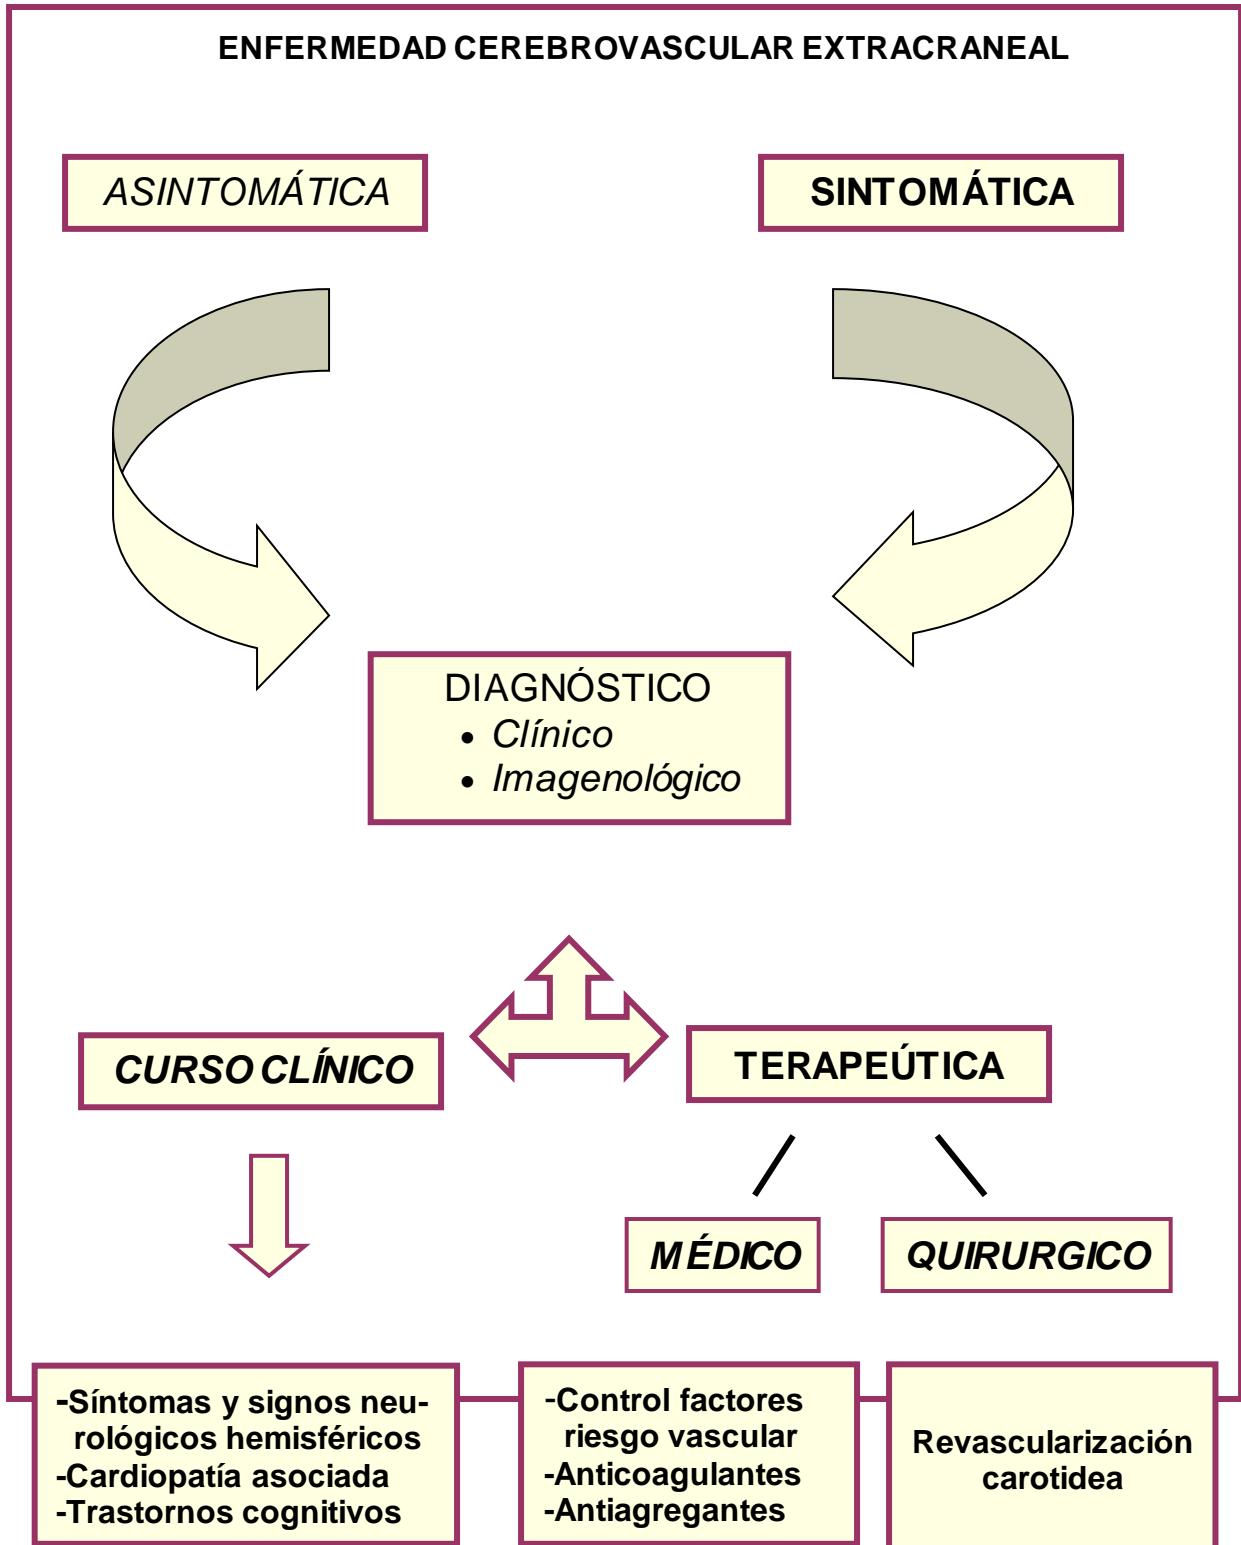 ENFERMEDAD CEREBROVASCULAR EXTRACRANEAL
ASINTOMÁTICA
SINTOMÁTICA
DIAGNÓSTICO
• Clínico
• Imagenológico
CURSO CLÍNICO
TERAPEÚTICA
MÉDICO
QUIRURGICO
-Síntomas y signos neu-
rológicos hemisféricos
-Cardiopatía asociada
-Trastornos cognitivos
-Control factores
riesgo vascular
-Anticoagulantes
-Antiagregantes
Revascularización
carotidea